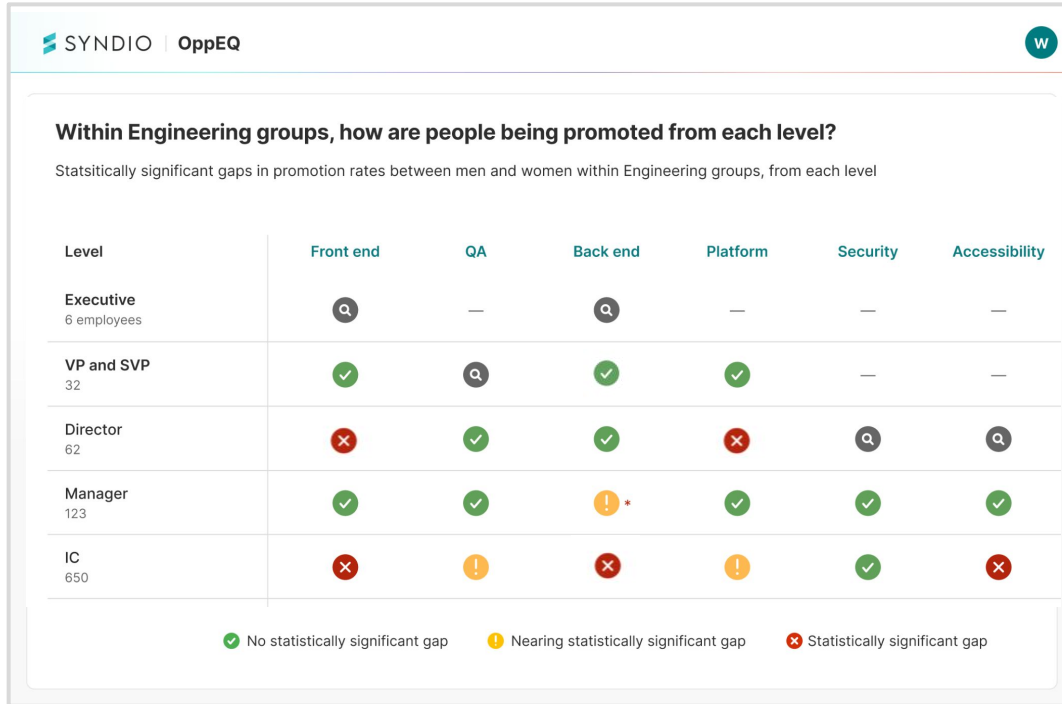 SYNDIO OppEQ
W
Within Engineering groups, how are people being promoted from each level?
Statsitically significant gaps in promotion rates between men and women within Engineering groups, from each level
Level Front end QA Back end Platform Security Accessibility
Executive
6 employees
— — — —
VP and SVP
32
— —
Director
62
Manager
123
*
IC
650
No statistically significant gap Nearing statistically significant gap Statistically significant gap